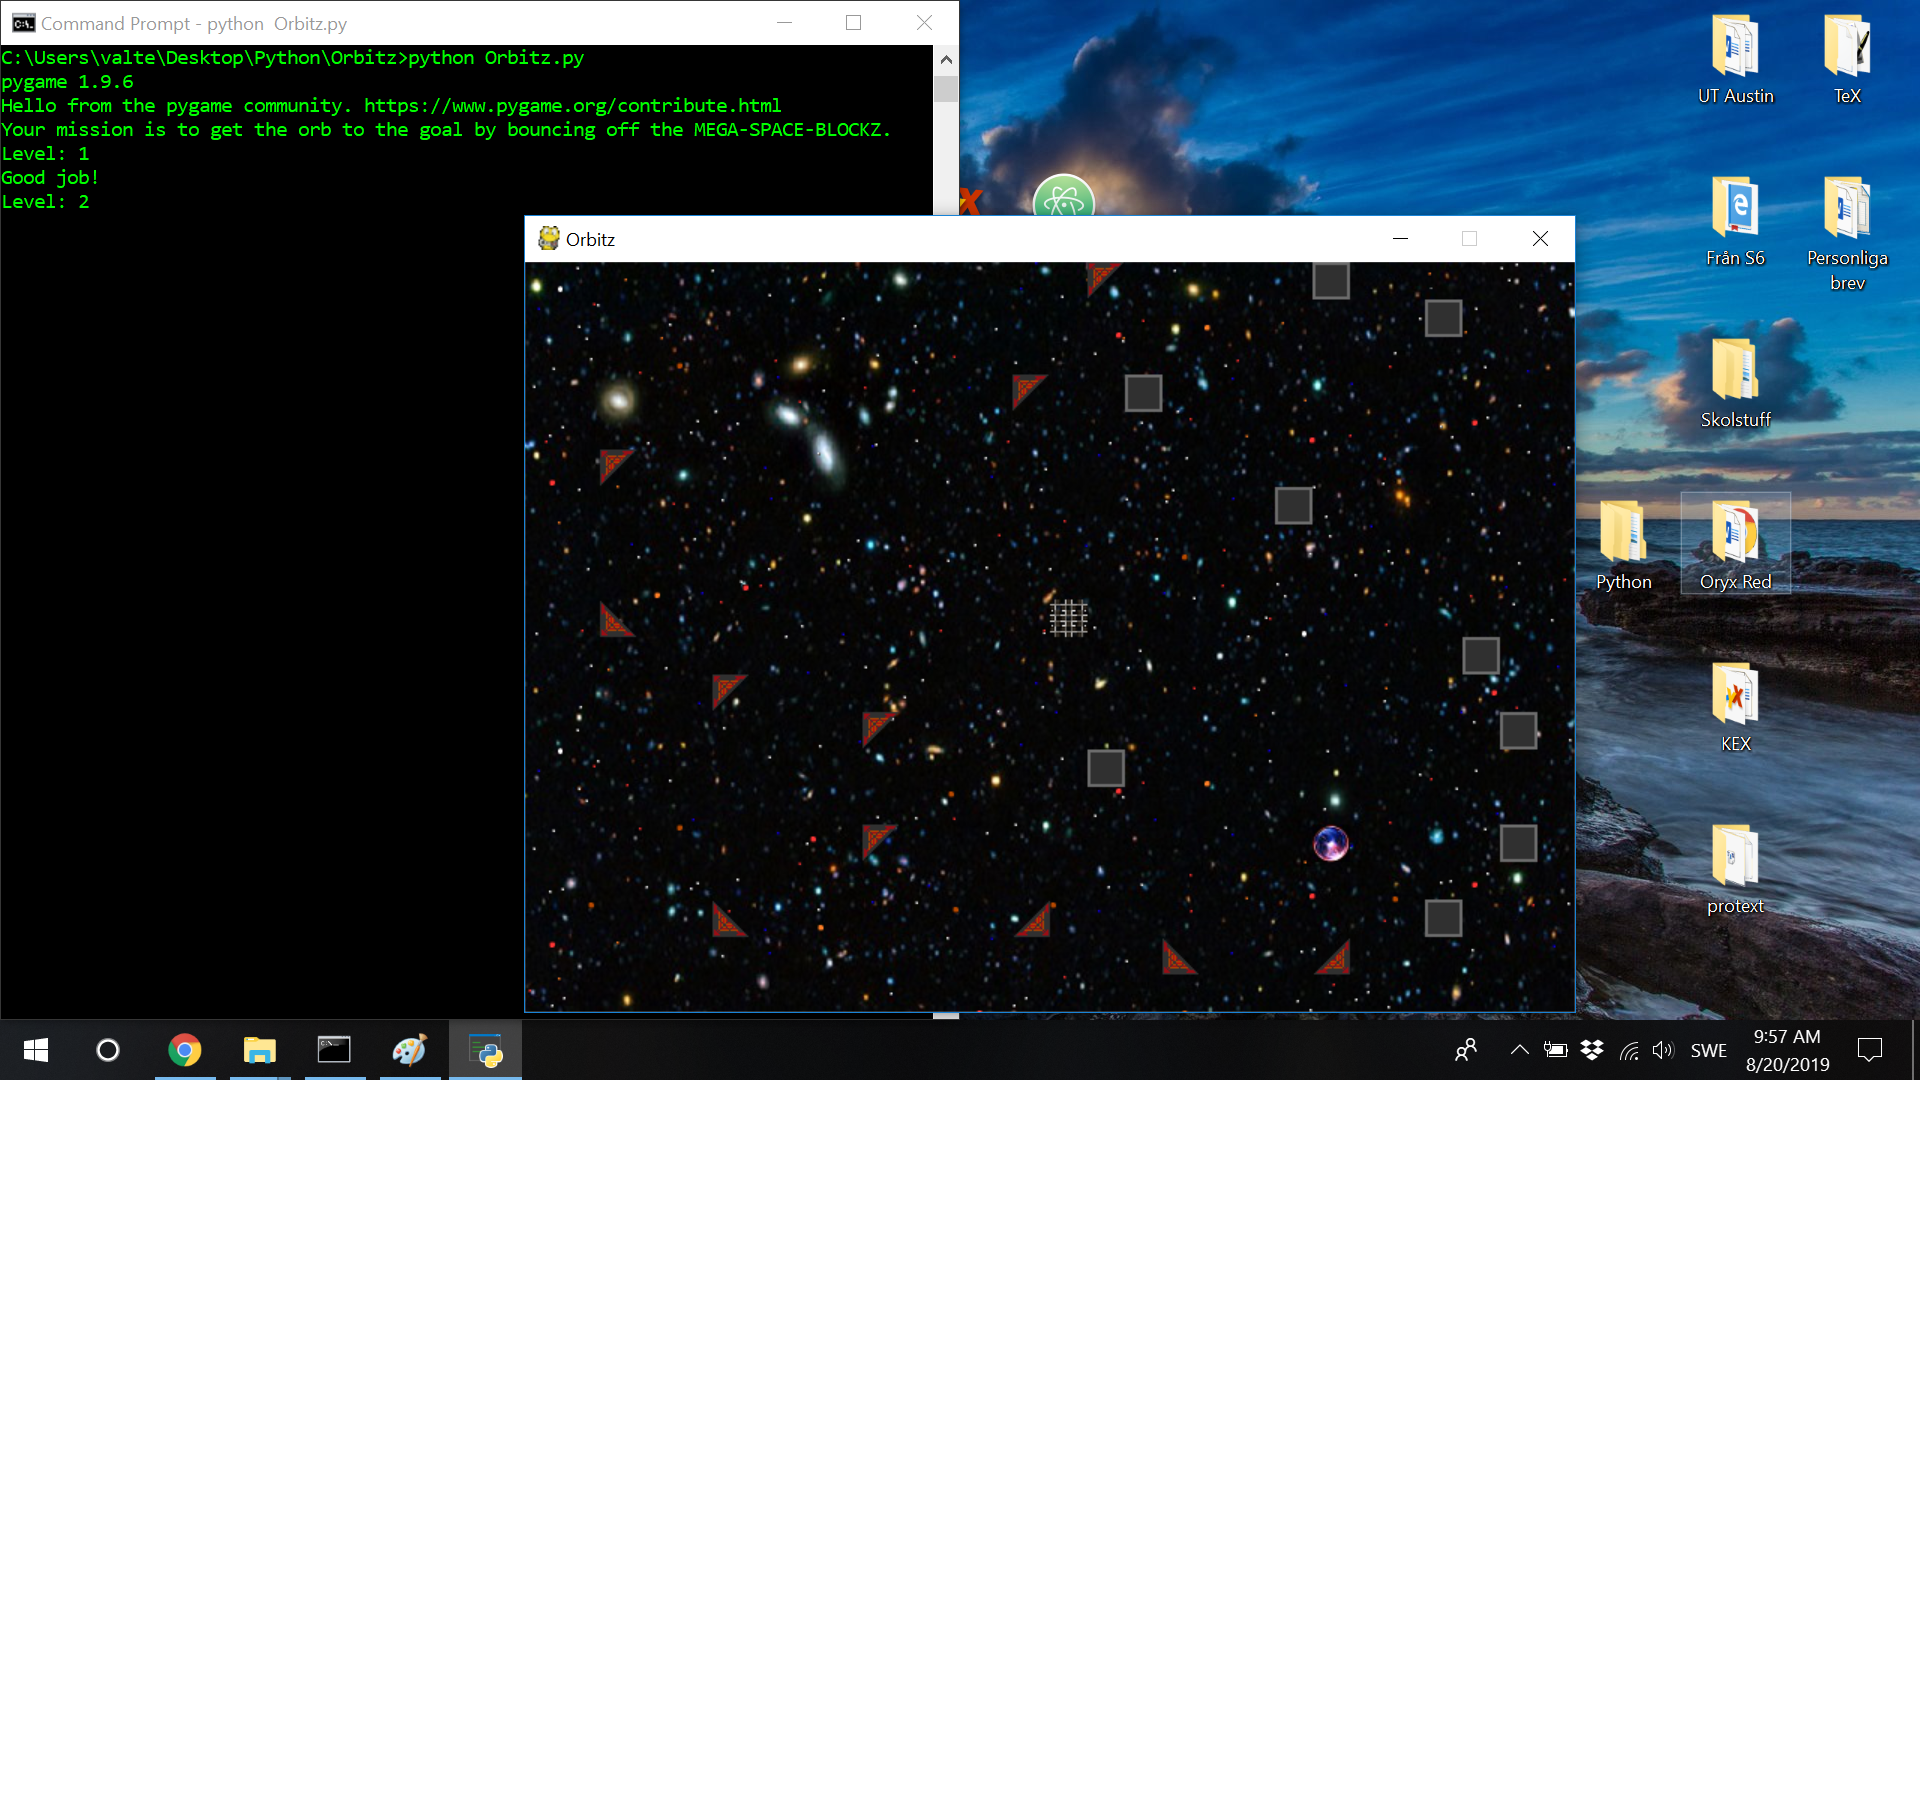 Command Prompt - python  Orbitz.py
C:\Users\valte\Desktop\Python\Orbitz>python Orbitz.py
pygame 1.9.6
Hello from the pygame community. https://www.pygame.org/contribute.html
Your mission is to get the orb to the goal by bouncing off the MEGA-SPACE-BLOCKZ.
Level: 1
Good job!
Level: 2
Orbitz
UT Austin
TeX
Från S6
Personliga
brev
Skolstuff
Python
Oryx Red
KEX
protext
SWE
9:57 AM
8/20/2019